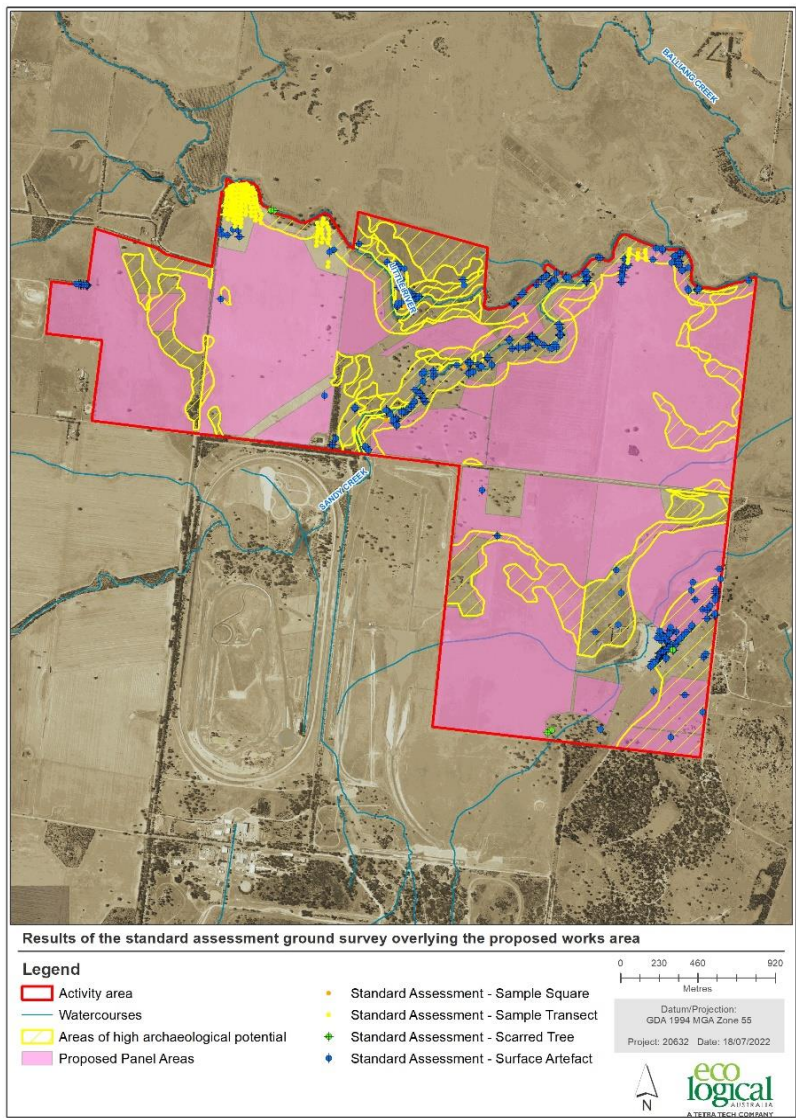 BALLIANG CREEK
LITTLE RIVER
SANDY CREEK
Results of the standard assessment ground survey overlying the proposed works area
Legend
Activity area
Watercourses
Areas of high archaeological potential
Proposed Panel Areas
Standard Assessment - Sample Square
Standard Assessment - Sample Transect
Standard Assessment - Scarred Tree
Standard Assessment - Surface Artefact
0 230 460 920
Metres
Datum/Projection:
GDA 1994 MGA Zone 55
Project: 20632 Date: 18/07/2022
N
eco
logical
AUSTRALIA
A TETRA TECH COMPANY